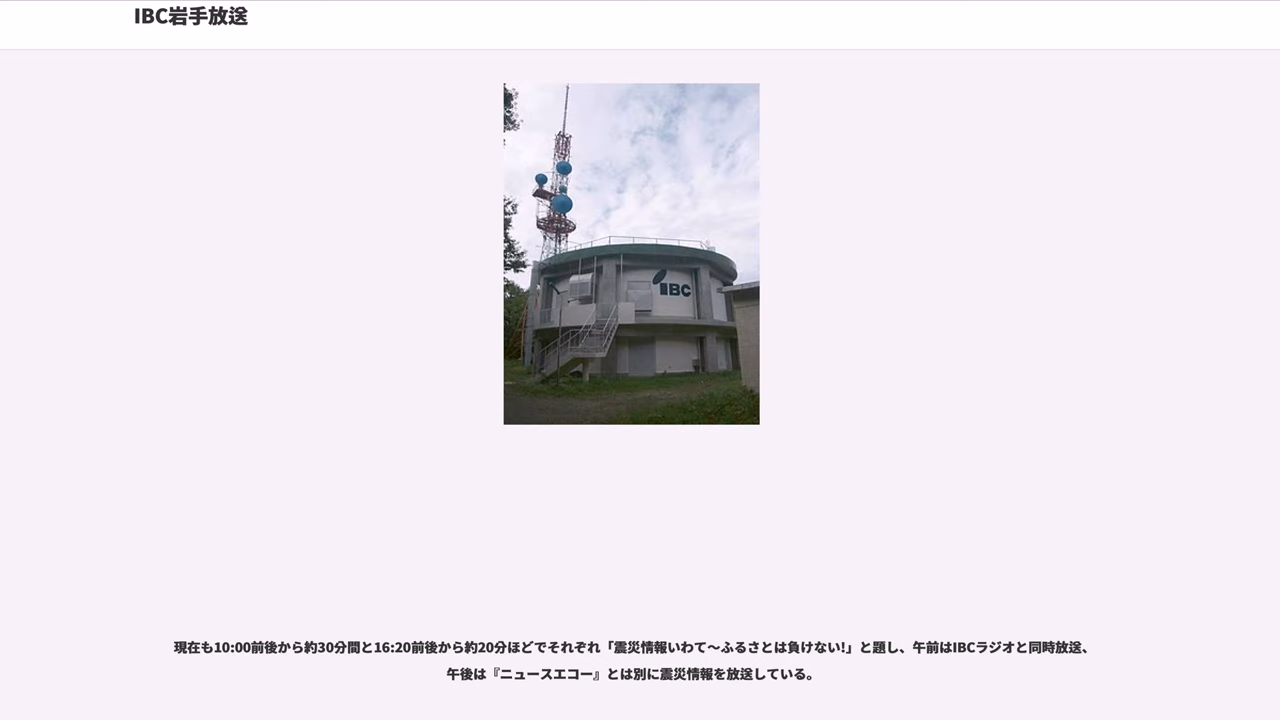 IBC岩手放送
IBC
現在も10:00前後から約30分間と16:20前後から約20分ほどでそれぞれ「震災情報いわて〜ふるさとは負けない!」と題し、午前はIBCラジオと同時放送、
午後は『ニュースエコー』とは別に震災情報を放送している。